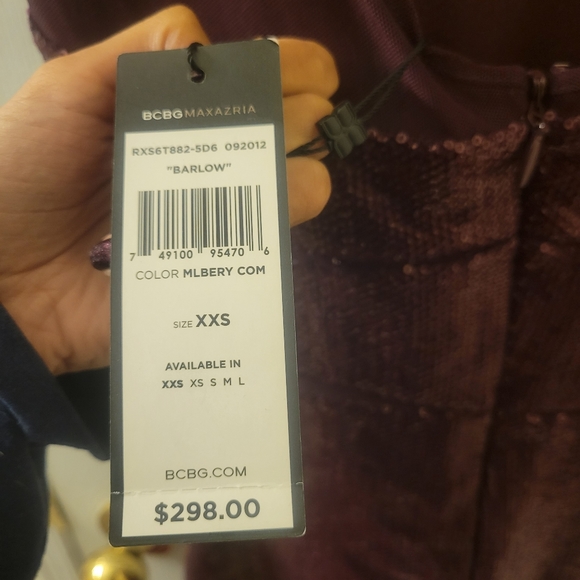 BCBGMAXAZRIA
RXS6T882-5D6 092012
"BARLOW"
7 49100 95470 6
COLOR MLBERY COM
SIZE XXS
AVAILABLE IN
XXS XS S M L
BCBG.COM
$298.00